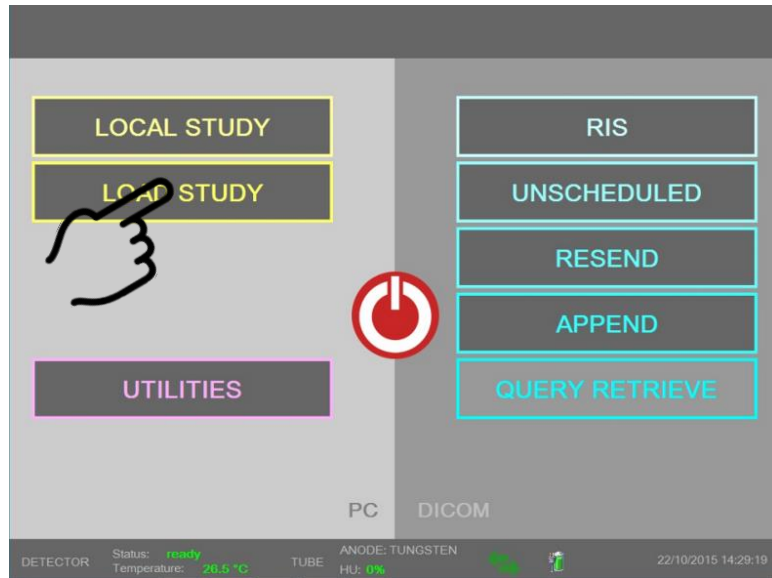 LOCAL STUDY
LOAD STUDY
UTILITIES
PC
RIS
UNSCHEDULED
RESEND
APPEND
QUERY RETRIEVE
DICOM
DETECTOR
Status: ready
Temperature: 26.5 °C
TUBE
ANODE: TUNGSTEN
HU: 0%
22/10/2015 14:29:19